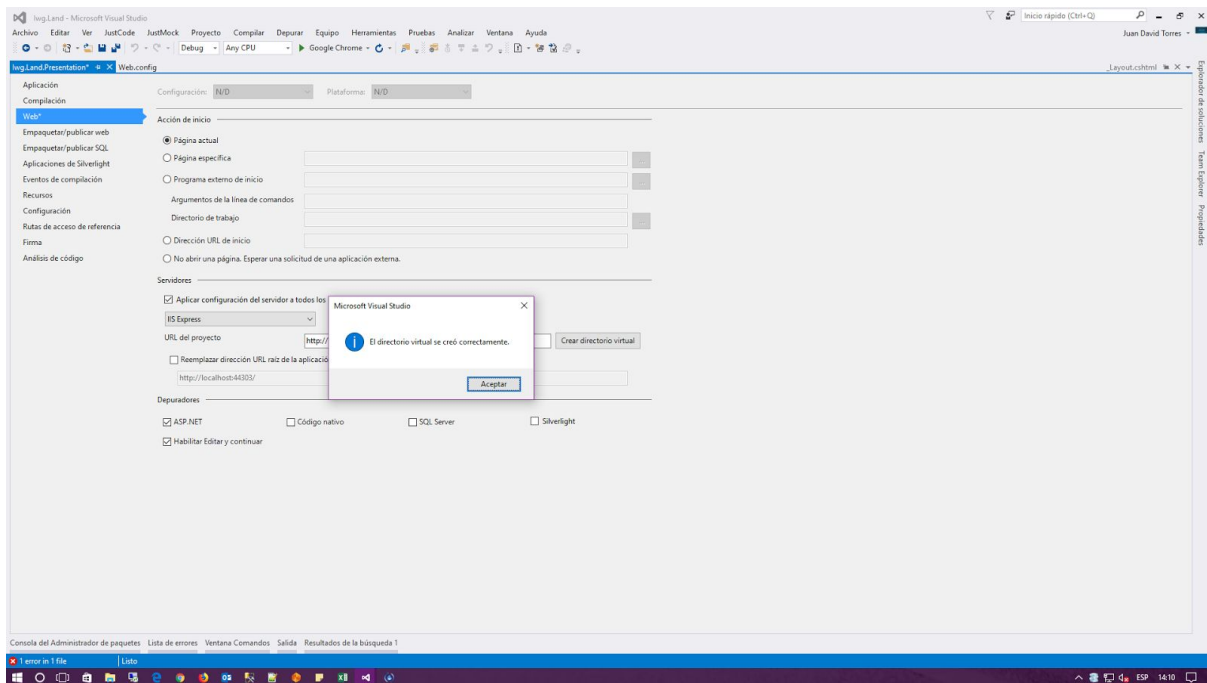 lwg.Land - Microsoft Visual Studio
Inicio rápido (Ctrl+Q)
Archivo Editar Ver JustCode JustMock Proyecto Compilar Depurar Equipo Herramientas Pruebas Analizar Ventana Ayuda
Juan David Torres
Debug Any CPU Google Chrome
lwg.Land.Presentation* Web.config
_Layout.cshtml
Explorador de soluciones
Team Explorer
Propiedades
Aplicación
Compilación
Web*
Empaquetar/publicar web
Empaquetar/publicar SQL
Aplicaciones de Silverlight
Eventos de compilación
Recursos
Configuración
Rutas de acceso de referencia
Firma
Análisis de código
Configuración: N/D Plataforma: N/D
Acción de inicio
Página actual
Página específica
...
Programa externo de inicio
...
Argumentos de la línea de comandos
Directorio de trabajo
...
Dirección URL de inicio
No abrir una página. Esperar una solicitud de una aplicación externa.
Servidores
Aplicar configuración del servidor a todos los
IIS Express
URL del proyecto
http://
Crear directorio virtual
Reemplazar dirección URL raíz de la aplicació
http://localhost:44303/
Microsoft Visual Studio
El directorio virtual se creó correctamente.
Aceptar
Depuradores
ASP.NET Código nativo SQL Server Silverlight
Habilitar Editar y continuar
Consola del Administrador de paquetes Lista de errores Ventana Comandos Salida Resultados de la búsqueda 1
1 error in 1 file Listo
ESP 14:10